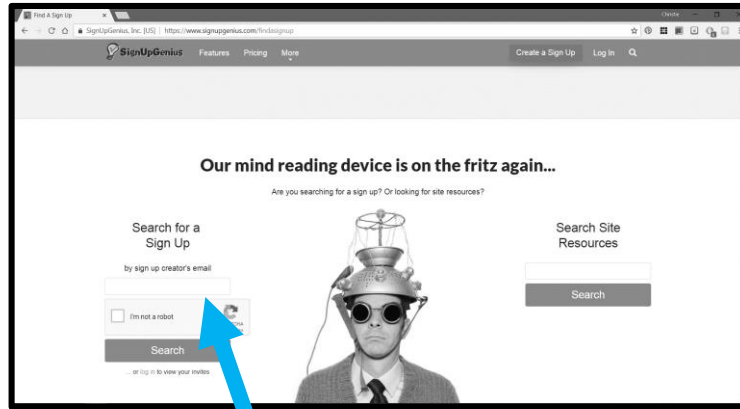 Find A Sign Up
Christie
SignUpGenius, Inc. [US] | https://www.signupgenius.com/findasignup
SignUpGenius Features Pricing More Create a Sign Up Log In
Our mind reading device is on the fritz again...
Are you searching for a sign up? Or looking for site resources?
Search for a
Sign Up
by sign up creator's email
I'm not a robot
Search
... or log in to view your invites
Search Site
Resources
Search